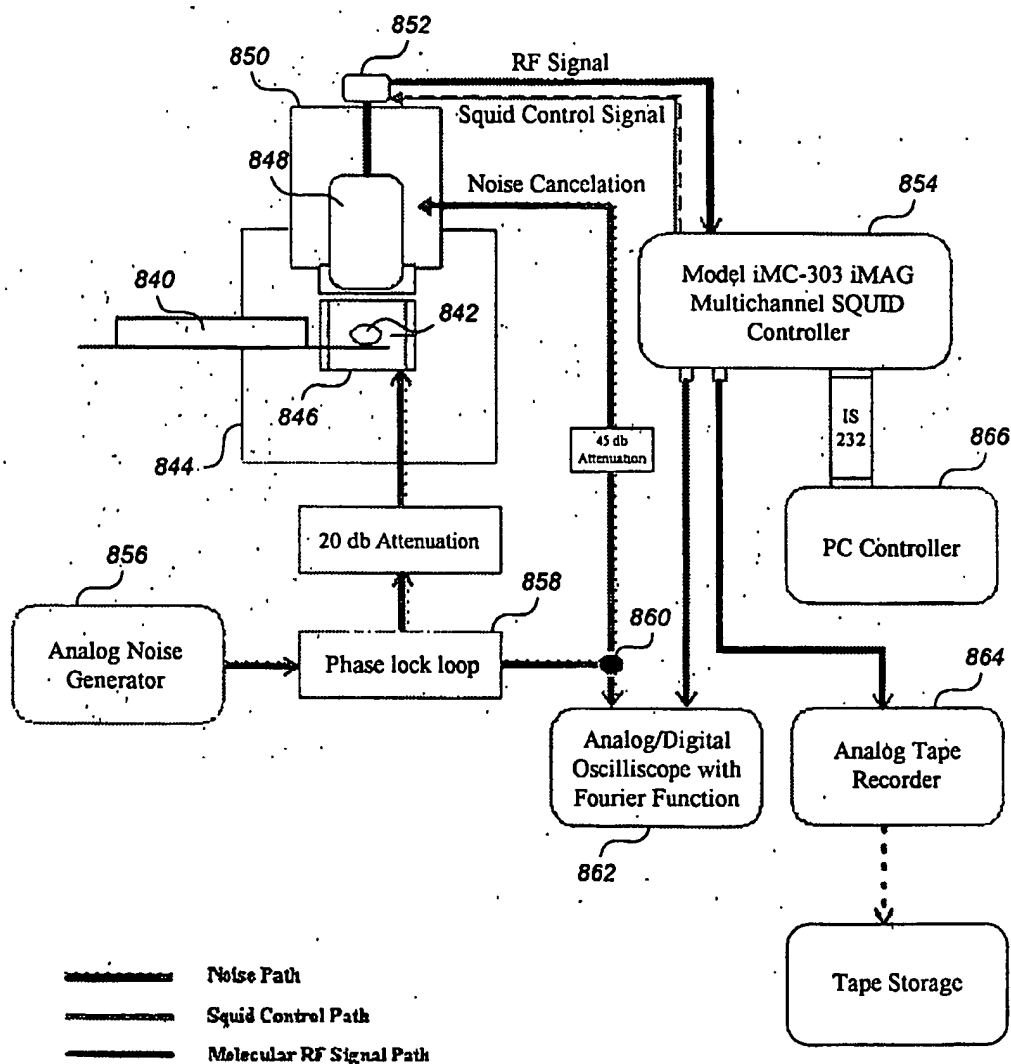 852
850
RF Signal
Squid Control Signal
848
Noise Cancelation
854
Model iMC-303 iMAG
Multichannel SQUID
Controller
840
842
846
844
45 db
Attenuation
IS
232
866
PC Controller
20 db Attenuation
856
858
860
Analog Noise
Generator
Phase lock loop
864
Analog/Digital
Oscilliscope with
Fourier Function
862
Analog Tape
Recorder
Tape Storage
Noise Path
Squid Control Path
Molecular RF Signal Path